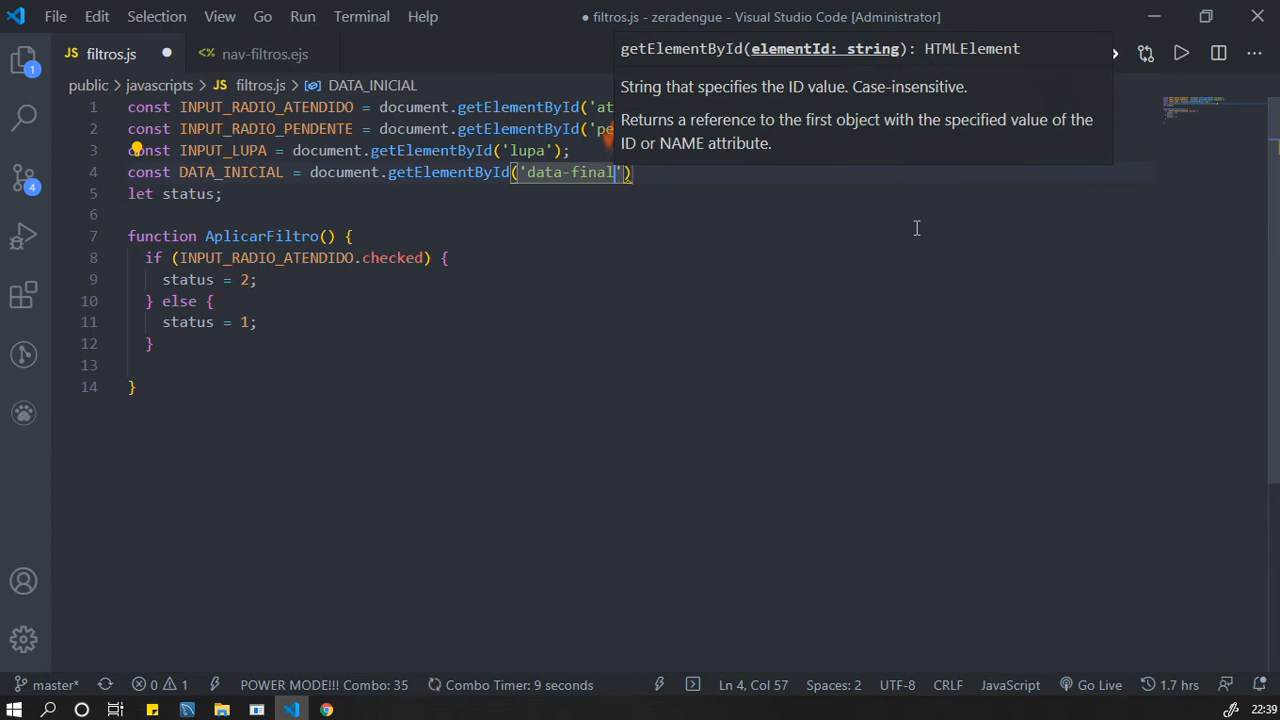 File Edit Selection View Go Run Terminal Help
● filtros.js - zeradengue - Visual Studio Code [Administrator]
JS filtros.js ●
<% nav-filtros.ejs
public > javascripts > JS filtros.js > DATA_INICIAL
getElementById(elementId: string): HTMLElement
String that specifies the ID value. Case-insensitive.
Returns a reference to the first object with the specified value of the
ID or NAME attribute.
1 const INPUT_RADIO_ATENDIDO = document.getElementById('at
2 const INPUT_RADIO_PENDENTE = document.getElementById('pe
3 const INPUT_LUPA = document.getElementById('lupa');
4 const DATA_INICIAL = document.getElementById('data-final')
5 let status;
6
7 function AplicarFiltro() {
8 if (INPUT_RADIO_ATENDIDO.checked) {
9 status = 2;
10 } else {
11 status = 1;
12 }
13
14 }
1
4
master* 0 1 POWER MODE!!! Combo: 35 Combo Timer: 9 seconds Ln 4, Col 57 Spaces: 2 UTF-8 CRLF JavaScript Go Live 1.7 hrs
22:39